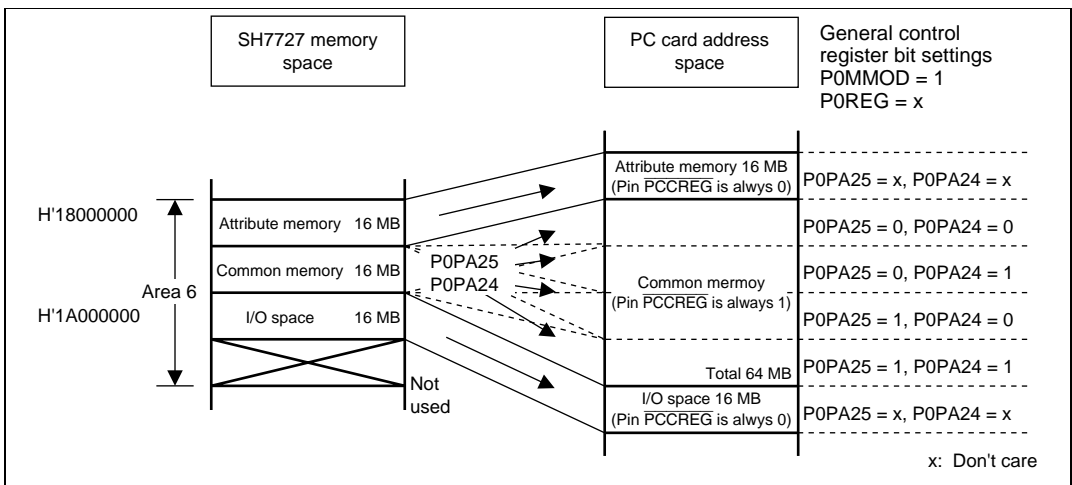 SH7727 memory
space
PC card address
space
General control
register bit settings
P0MMOD = 1
P0REG = x
H'18000000
Area 6
H'1A000000
Attribute memory 16 MB
Common memory 16 MB
I/O space 16 MB
Not
used
P0PA25
P0PA24
Attribute memory 16 MB
(Pin PCCREG is alwys 0)
Common mermoy
(Pin PCCREG is always 1)
Total 64 MB
I/O space 16 MB
(Pin PCCREG is alwys 0)
P0PA25 = x, P0PA24 = x
P0PA25 = 0, P0PA24 = 0
P0PA25 = 0, P0PA24 = 1
P0PA25 = 1, P0PA24 = 0
P0PA25 = 1, P0PA24 = 1
P0PA25 = x, P0PA24 = x
x: Don't care